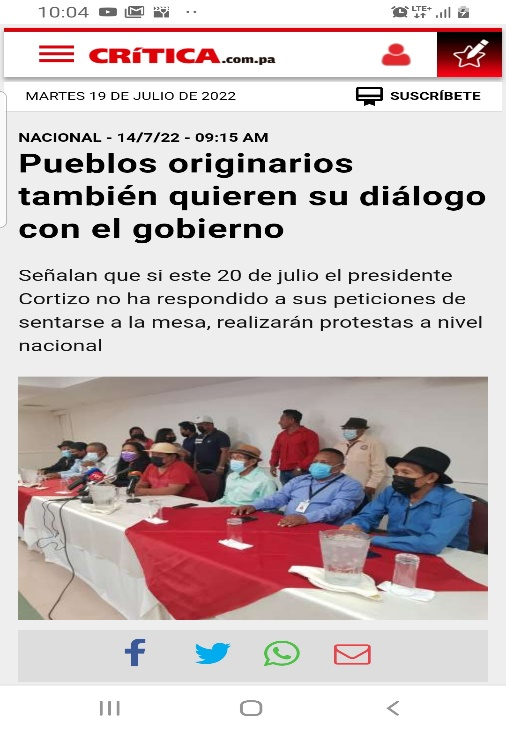 10:04
LTE+
CRÍTICA.com.pa
MARTES 19 DE JULIO DE 2022
SUSCRÍBETE
NACIONAL - 14/7/22 - 09:15 AM
Pueblos originarios
también quieren su diálogo
con el gobierno
Señalan que si este 20 de julio el presidente
Cortizo no ha respondido a sus peticiones de
sentarse a la mesa, realizarán protestas a nivel
nacional